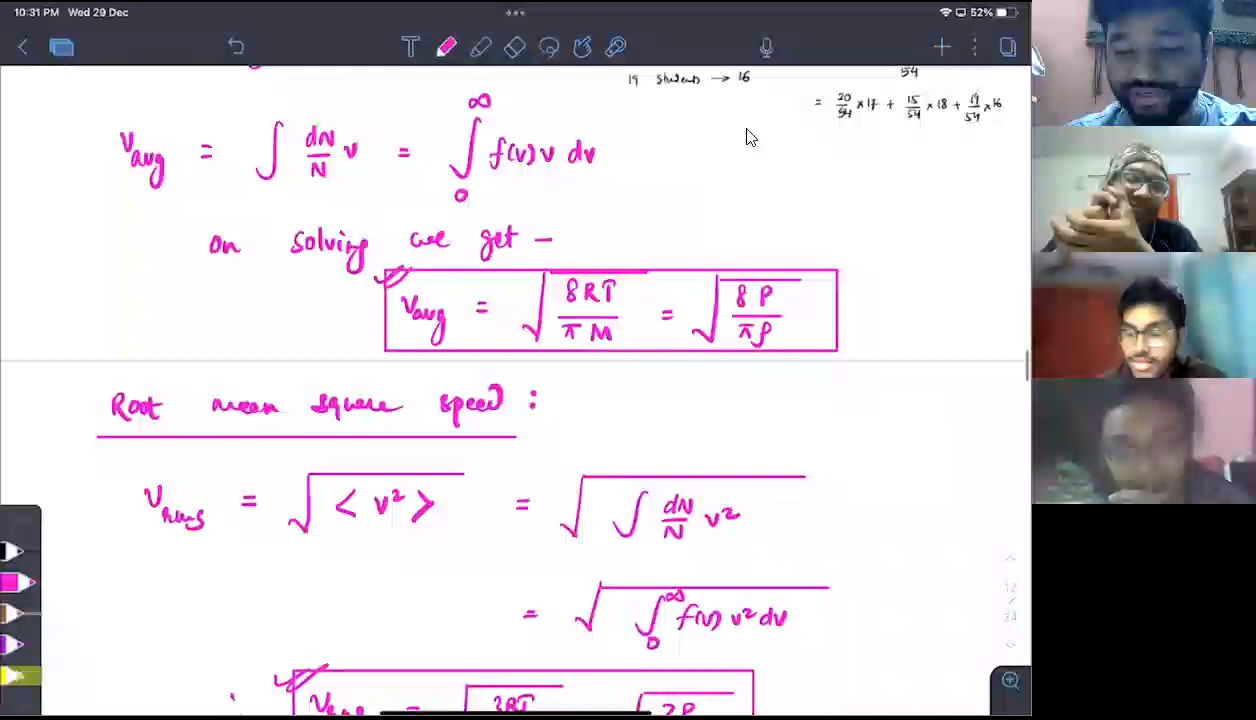 10:31 PM Wed 29 Dec
52%
T
19 students → 16
54
= 20/54 ×17 + 15/54 ×18 + 19/54 ×16
Vavg = ∫ dN/N v = ∫₀^∞ f(v) v dv
on solving we get –
Vavg = √(8RT/πM) = √(8P/πρ)
Root mean square speed :
Vrms = √<v²> = √(∫ dN/N v²)
= √(∫₀^∞ f(v) v² dv)
Vrms = √3RT